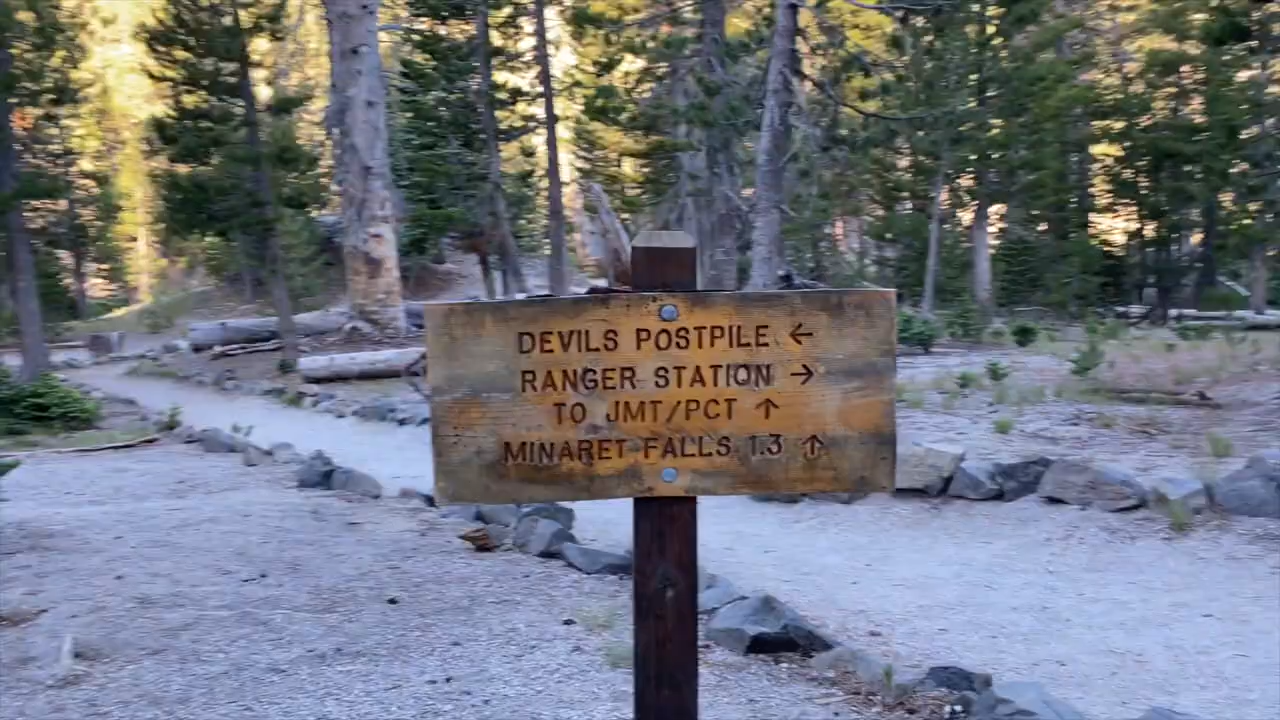 DEVILS POSTPILE ←
RANGER STATION →
TO JMT/PCT ↑
MINARET FALLS 1.3 ↑